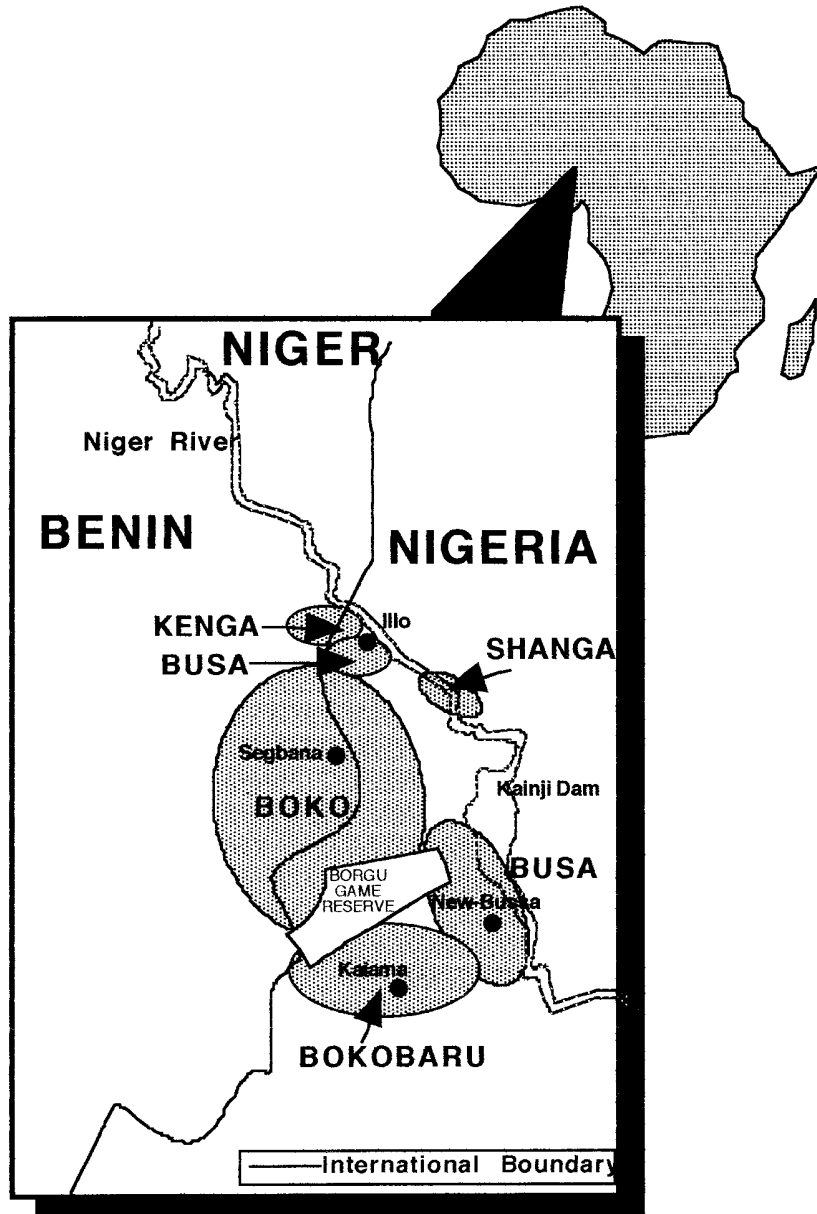 NIGER
Niger River
BENIN
NIGERIA
KENGA
Illo
BUSA
SHANGA
Segbana
BOKO
Kainji Dam
BUSA
BORGU
GAME
RESERVE
New-Bussa
Kaiama
BOKOBARU
International Boundary